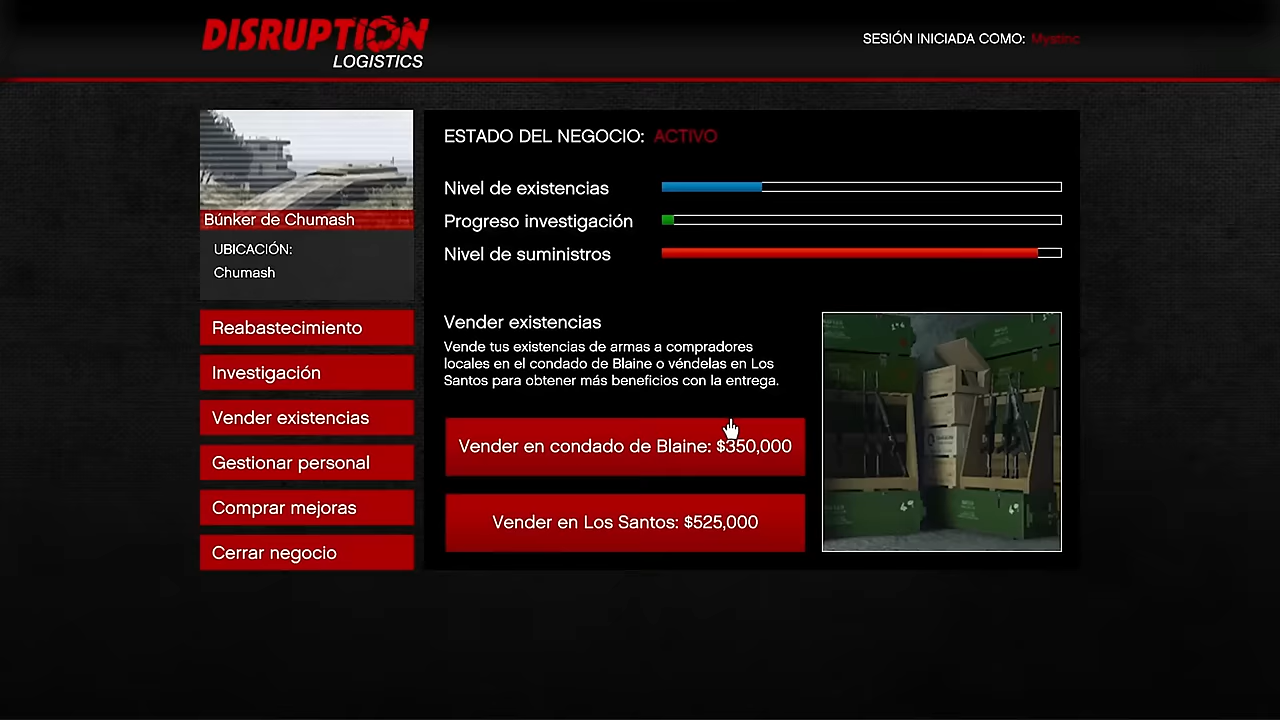 DISRUPTION
LOGISTICS
SESIÓN INICIADA COMO: Mystinc
Búnker de Chumash
UBICACIÓN:
Chumash
Reabastecimiento
Investigación
Vender existencias
Gestionar personal
Comprar mejoras
Cerrar negocio
ESTADO DEL NEGOCIO: ACTIVO
Nivel de existencias
Progreso investigación
Nivel de suministros
Vender existencias
Vende tus existencias de armas a compradores
locales en el condado de Blaine o véndelas en Los
Santos para obtener más beneficios con la entrega.
Vender en condado de Blaine: $350,000
Vender en Los Santos: $525,000